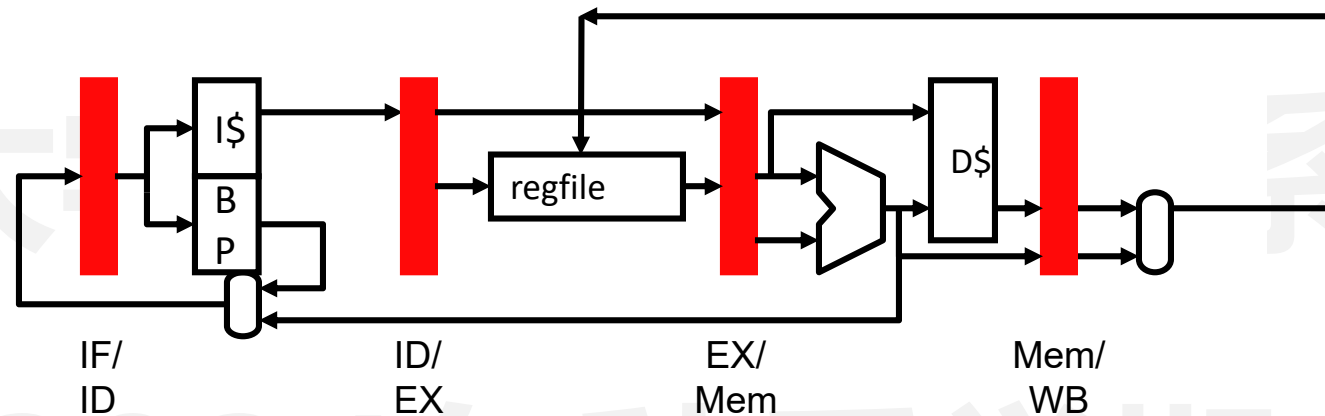 I$
B
P
regfile
D$
IF/
ID
ID/
EX
EX/
Mem
Mem/
WB